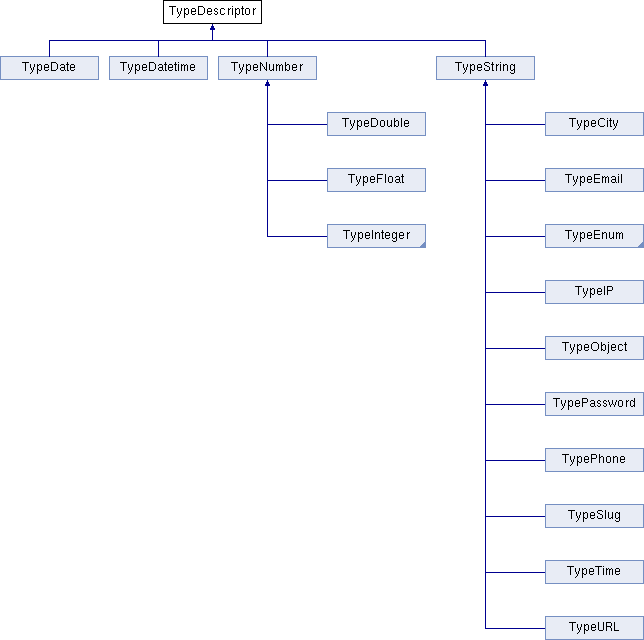 TypeDescriptor
TypeDate
TypeDatetime
TypeNumber
TypeString
TypeDouble
TypeCity
TypeFloat
TypeEmail
TypeInteger
TypeEnum
TypeIP
TypeObject
TypePassword
TypePhone
TypeSlug
TypeTime
TypeURL